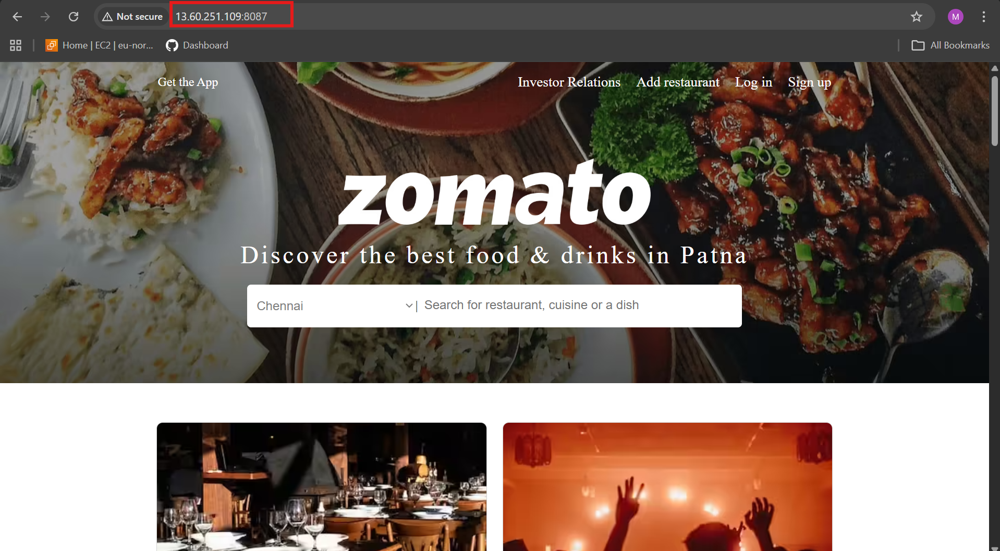 Not secure 13.60.251.109:8087 M
Home | EC2 | eu-nor... Dashboard All Bookmarks
Get the App Investor Relations Add restaurant Log in Sign up
zomato
Discover the best food & drinks in Patna
Chennai | Search for restaurant, cuisine or a dish